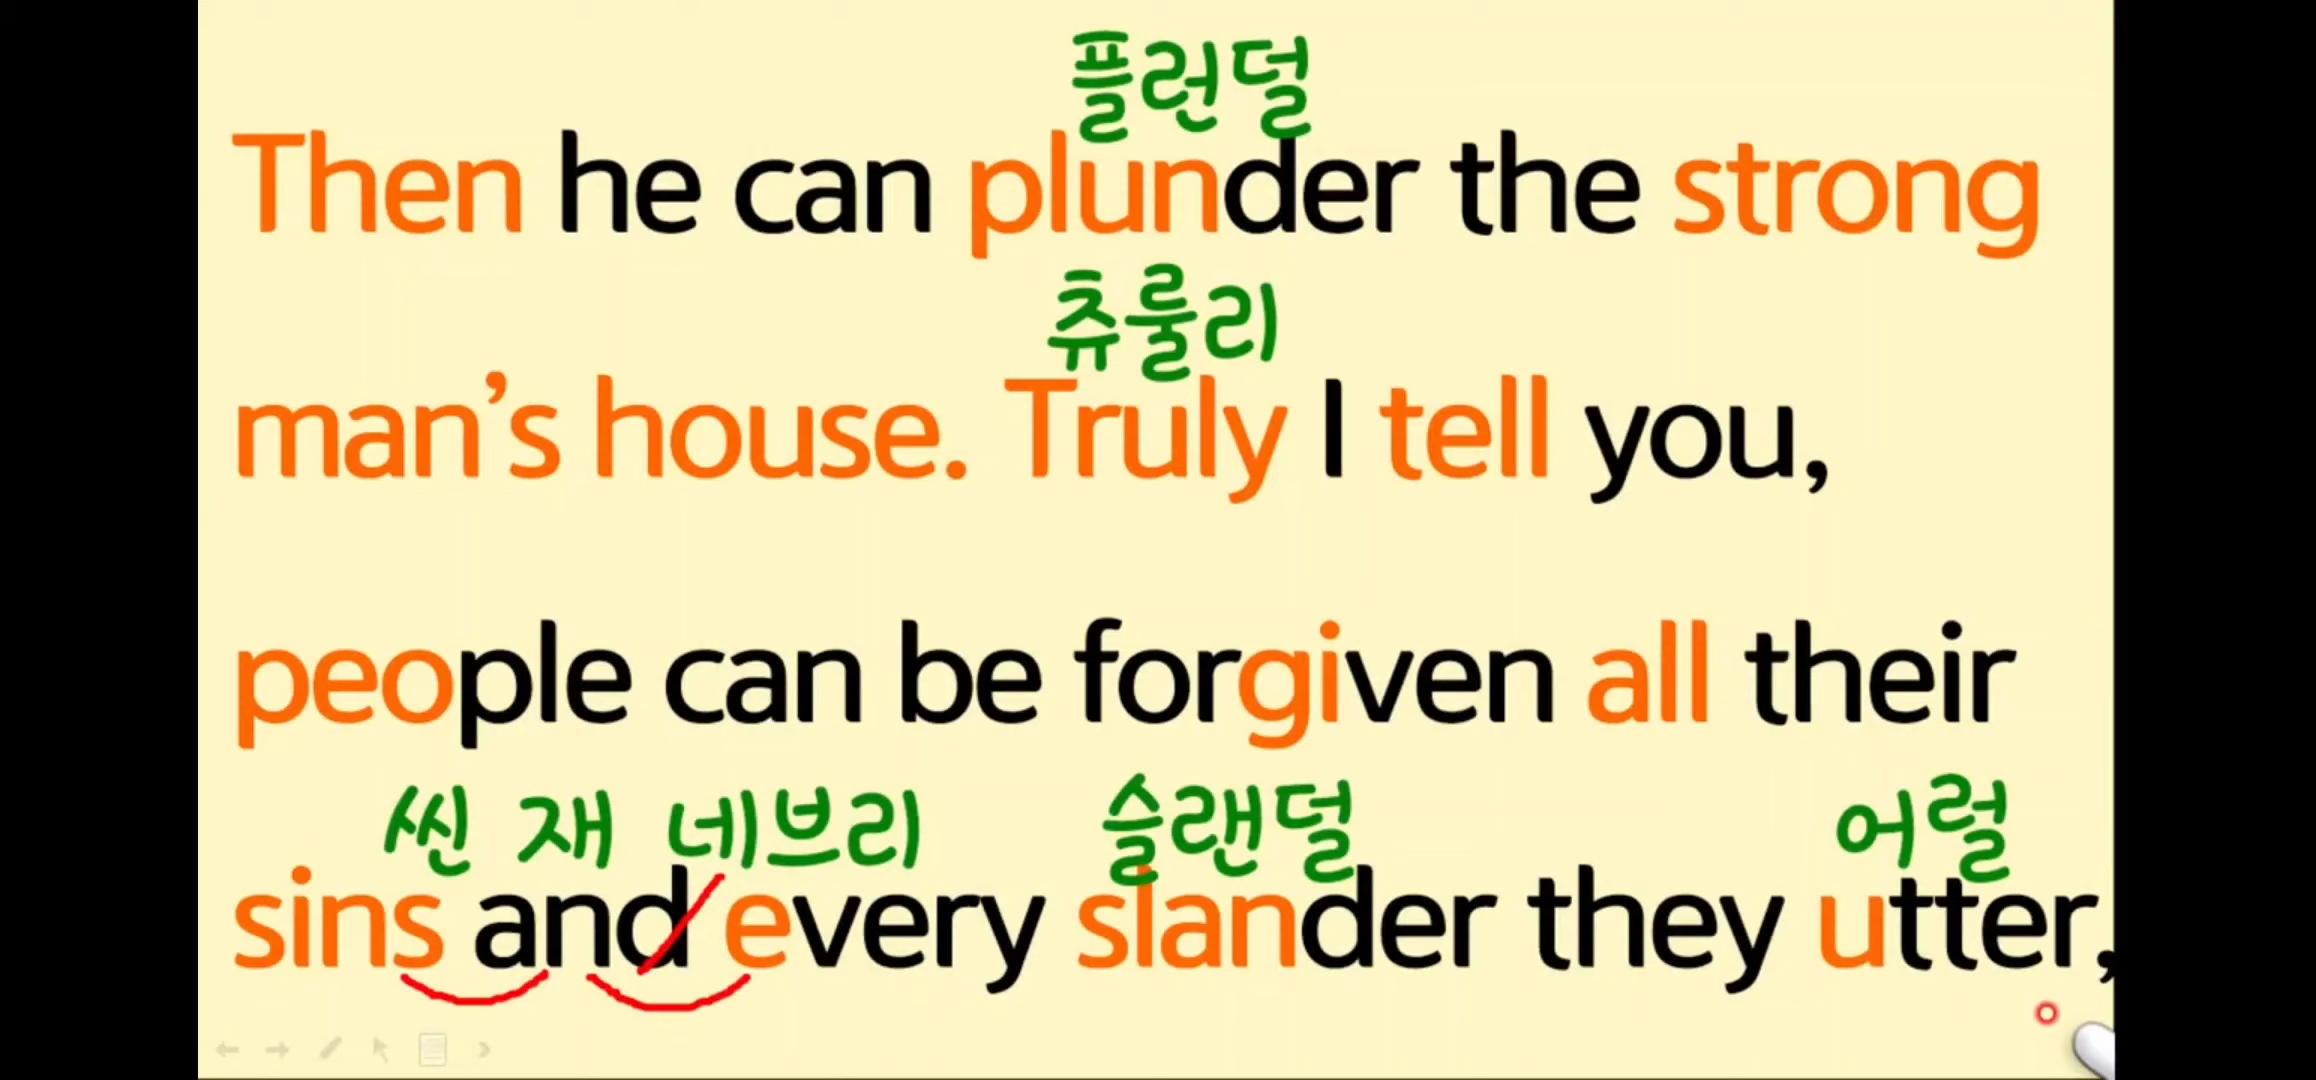 플런덜
Then he can plunder the strong
츄룰리
man's house. Truly I tell you,
people can be forgiven all their
씬 재 네브리 슬랜덜 어럴
sins and every slander they utter,